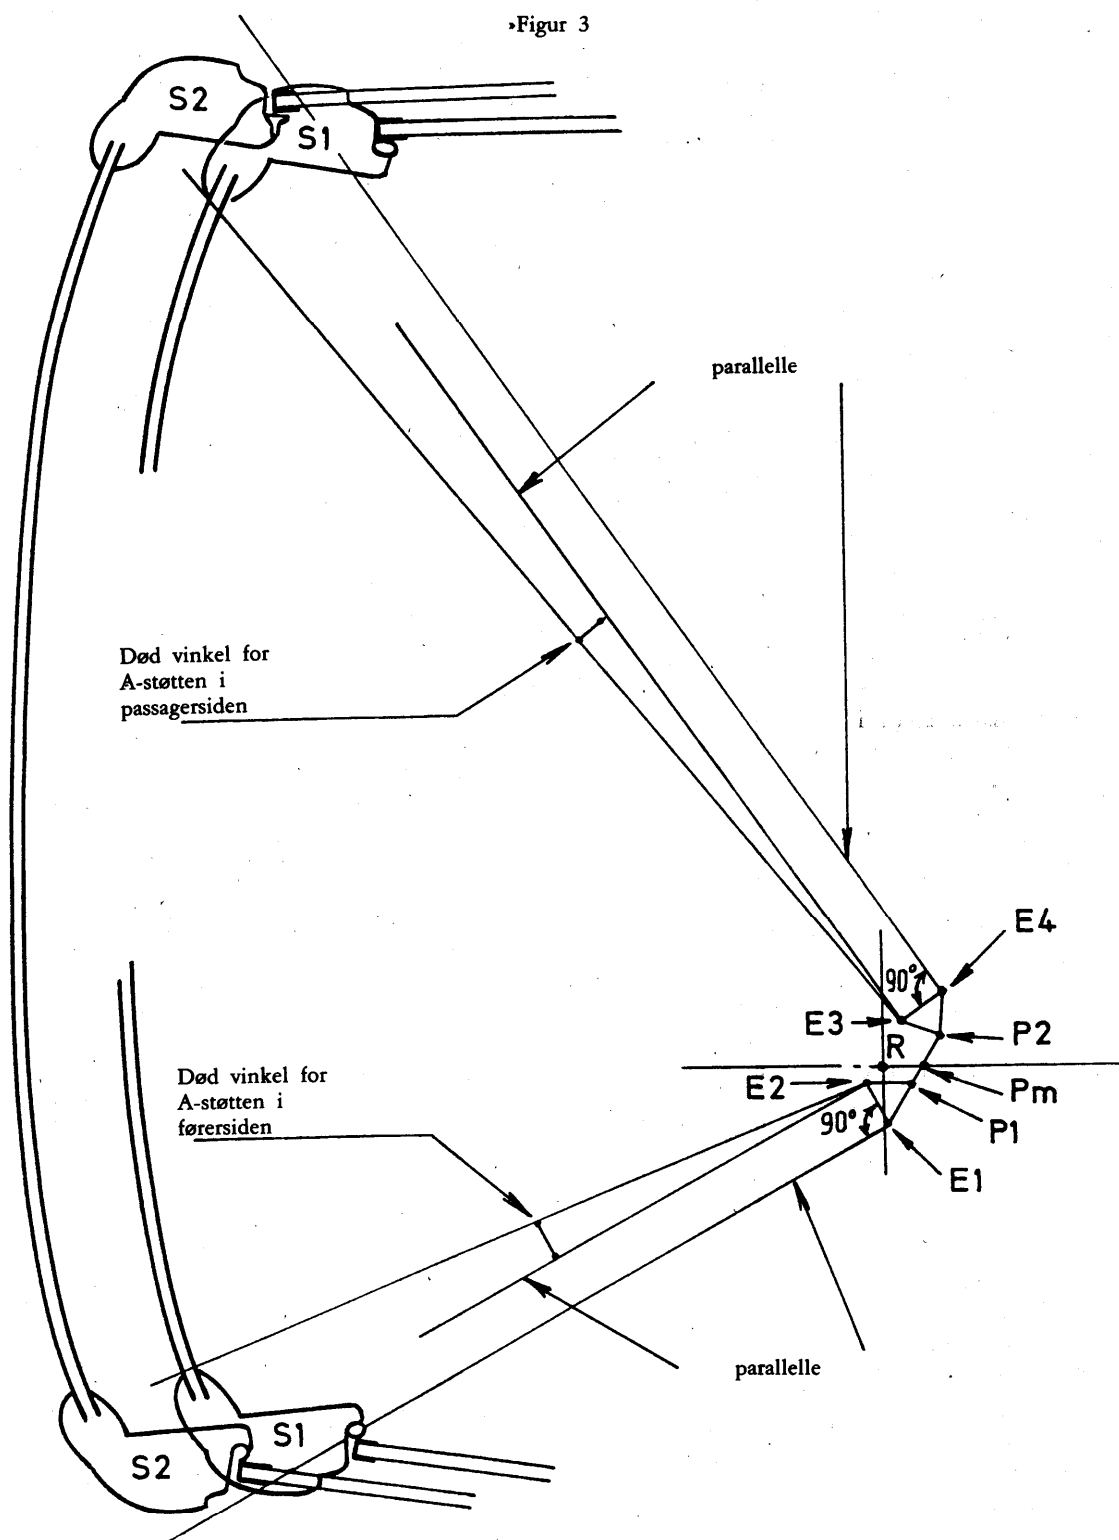 »Figur 3
S2
S1
parallelle
Død vinkel for
A-støtten i
passagersiden
E4
90°
E3
P2
R
E2
Pm
Død vinkel for
A-støtten i
førersiden
90°
P1
E1
parallelle
S1
S2